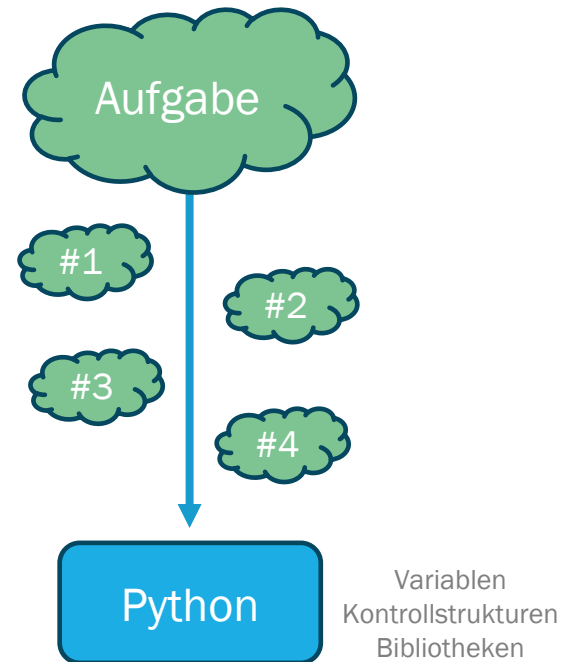 Aufgabe
#1
#2
#3
#4
Python
Variablen
Kontrollstrukturen
Bibliotheken